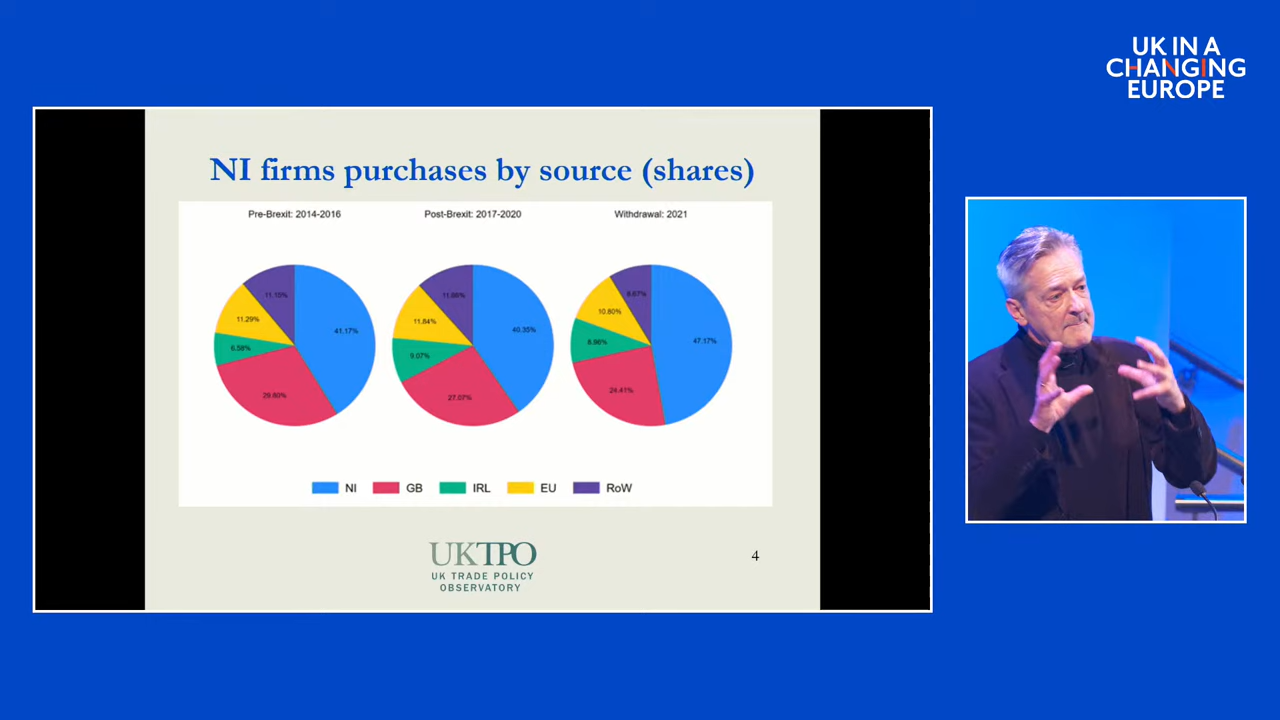 UK IN A
CHANGING
EUROPE
NI firms purchases by source (shares)
Pre-Brexit: 2014-2016
Post-Brexit: 2017-2020
Withdrawal: 2021
11.15%
11.29%
6.58%
29.80%
41.17%
11.66%
11.84%
9.07%
27.07%
40.35%
8.67%
10.80%
8.96%
24.41%
47.17%
NI GB IRL EU RoW
UKTPO
UK TRADE POLICY
OBSERVATORY
4